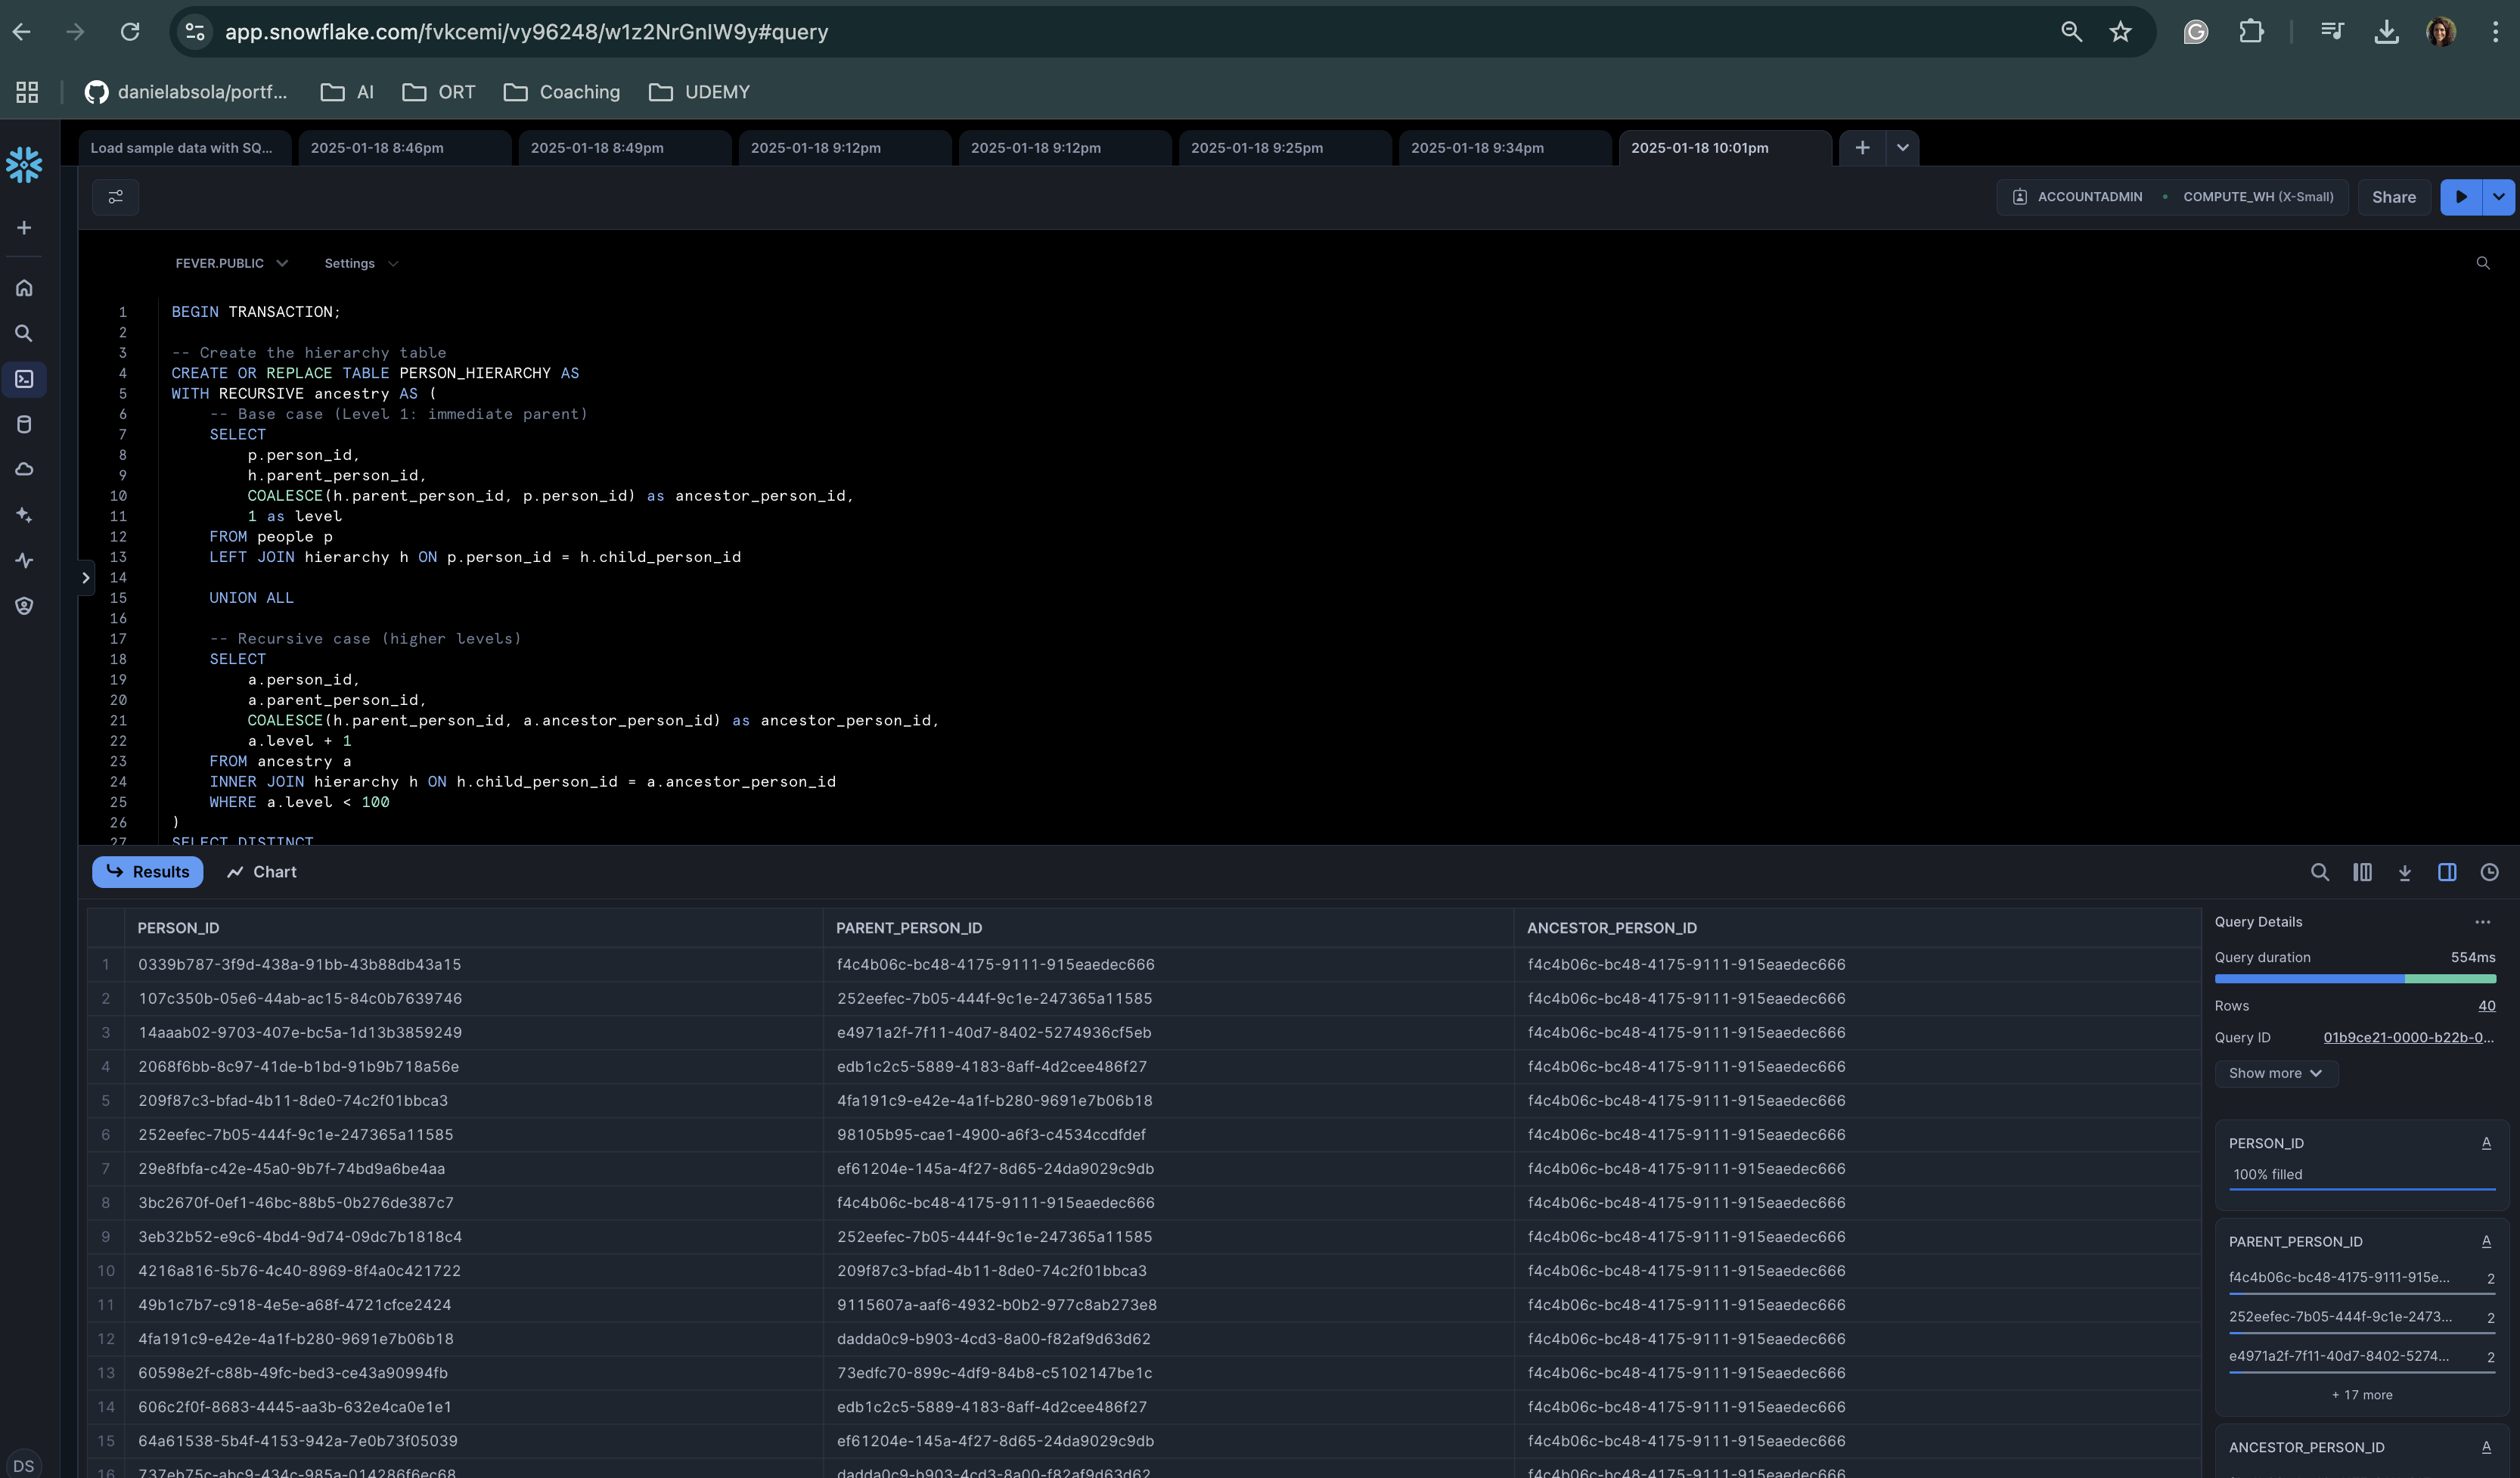 app.snowflake.com/fvkcemi/vy96248/w1z2NrGnIW9y#query
danielabsola/portf...
AI
ORT
Coaching
UDEMY
Load sample data with SQ...
2025-01-18 8:46pm
2025-01-18 8:49pm
2025-01-18 9:12pm
2025-01-18 9:12pm
2025-01-18 9:25pm
2025-01-18 9:34pm
2025-01-18 10:01pm
ACCOUNTADMIN • COMPUTE_WH (X-Small)
Share
FEVER.PUBLIC
Settings
1 BEGIN TRANSACTION;
2
3 -- Create the hierarchy table
4 CREATE OR REPLACE TABLE PERSON_HIERARCHY AS
5 WITH RECURSIVE ancestry AS (
6     -- Base case (Level 1: immediate parent)
7     SELECT
8         p.person_id,
9         h.parent_person_id,
10         COALESCE(h.parent_person_id, p.person_id) as ancestor_person_id,
11         1 as level
12     FROM people p
13     LEFT JOIN hierarchy h ON p.person_id = h.child_person_id
14
15     UNION ALL
16
17     -- Recursive case (higher levels)
18     SELECT
19         a.person_id,
20         a.parent_person_id,
21         COALESCE(h.parent_person_id, a.ancestor_person_id) as ancestor_person_id,
22         a.level + 1
23     FROM ancestry a
24     INNER JOIN hierarchy h ON h.child_person_id = a.ancestor_person_id
25     WHERE a.level < 100
26 )
27 SELECT DISTINCT
Results
Chart
PERSON_ID PARENT_PERSON_ID ANCESTOR_PERSON_ID
1 0339b787-3f9d-438a-91bb-43b88db43a15 f4c4b06c-bc48-4175-9111-915eaedec666 f4c4b06c-bc48-4175-9111-915eaedec666
2 107c350b-05e6-44ab-ac15-84c0b7639746 252eefec-7b05-444f-9c1e-247365a11585 f4c4b06c-bc48-4175-9111-915eaedec666
3 14aaab02-9703-407e-bc5a-1d13b3859249 e4971a2f-7f11-40d7-8402-5274936cf5eb f4c4b06c-bc48-4175-9111-915eaedec666
4 2068f6bb-8c97-41de-b1bd-91b9b718a56e edb1c2c5-5889-4183-8aff-4d2cee486f27 f4c4b06c-bc48-4175-9111-915eaedec666
5 209f87c3-bfad-4b11-8de0-74c2f01bbca3 4fa191c9-e42e-4a1f-b280-9691e7b06b18 f4c4b06c-bc48-4175-9111-915eaedec666
6 252eefec-7b05-444f-9c1e-247365a11585 98105b95-cae1-4900-a6f3-c4534ccdfdef f4c4b06c-bc48-4175-9111-915eaedec666
7 29e8fbfa-c42e-45a0-9b7f-74bd9a6be4aa ef61204e-145a-4f27-8d65-24da9029c9db f4c4b06c-bc48-4175-9111-915eaedec666
8 3bc2670f-0ef1-46bc-88b5-0b276de387c7 f4c4b06c-bc48-4175-9111-915eaedec666 f4c4b06c-bc48-4175-9111-915eaedec666
9 3eb32b52-e9c6-4bd4-9d74-09dc7b1818c4 252eefec-7b05-444f-9c1e-247365a11585 f4c4b06c-bc48-4175-9111-915eaedec666
10 4216a816-5b76-4c40-8969-8f4a0c421722 209f87c3-bfad-4b11-8de0-74c2f01bbca3 f4c4b06c-bc48-4175-9111-915eaedec666
11 49b1c7b7-c918-4e5e-a68f-4721cfce2424 9115607a-aaf6-4932-b0b2-977c8ab273e8 f4c4b06c-bc48-4175-9111-915eaedec666
12 4fa191c9-e42e-4a1f-b280-9691e7b06b18 dadda0c9-b903-4cd3-8a00-f82af9d63d62 f4c4b06c-bc48-4175-9111-915eaedec666
13 60598e2f-c88b-49fc-bed3-ce43a90994fb 73edfc70-899c-4df9-84b8-c5102147be1c f4c4b06c-bc48-4175-9111-915eaedec666
14 606c2f0f-8683-4445-aa3b-632e4ca0e1e1 edb1c2c5-5889-4183-8aff-4d2cee486f27 f4c4b06c-bc48-4175-9111-915eaedec666
15 64a61538-5b4f-4153-942a-7e0b73f05039 ef61204e-145a-4f27-8d65-24da9029c9db f4c4b06c-bc48-4175-9111-915eaedec666
16 737eb75c-abc9-434c-985a-014286f6ec68 dadda0c9-b903-4cd3-8a00-f82af9d63d62 f4c4b06c-bc48-4175-9111-915eaedec666
Query Details
...
Query duration 554ms
Rows 40
Query ID 01b9ce21-0000-b22b-0...
Show more
PERSON_ID A
100% filled
PARENT_PERSON_ID A
f4c4b06c-bc48-4175-9111-915e... 2
252eefec-7b05-444f-9c1e-2473... 2
e4971a2f-7f11-40d7-8402-5274... 2
+ 17 more
ANCESTOR_PERSON_ID A
DS